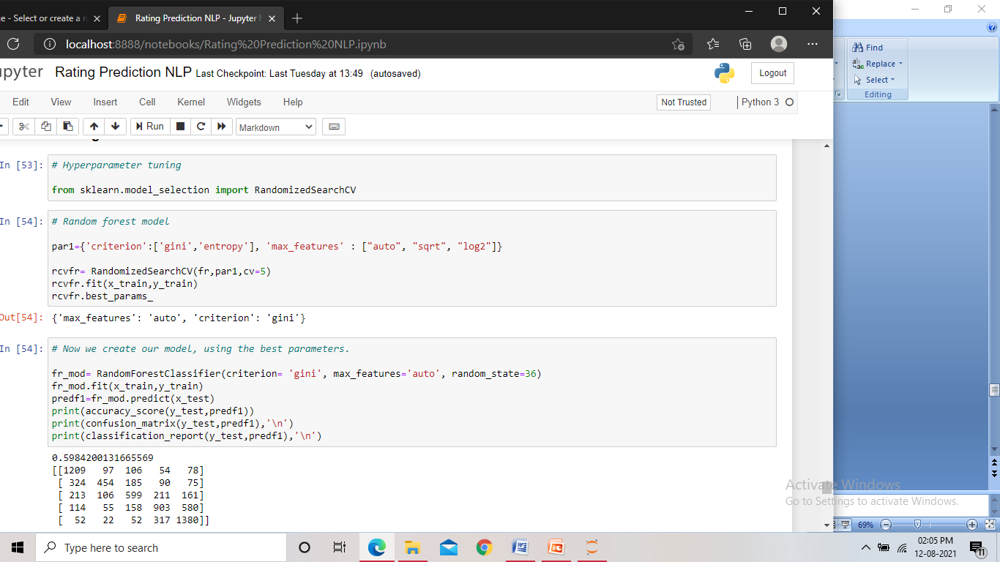 e - Select or create a n
Rating Prediction NLP - Jupyter
localhost:8888/notebooks/Rating%20Prediction%20NLP.ipynb
upyter Rating Prediction NLP Last Checkpoint: Last Tuesday at 13:49 (autosaved)
Logout
Edit View Insert Cell Kernel Widgets Help
Not Trusted
Python 3
Run
Markdown
In [53]: # Hyperparameter tuning
from sklearn.model_selection import RandomizedSearchCV
In [54]: # Random forest model
par1={'criterion':['gini','entropy'], 'max_features' : ["auto", "sqrt", "log2"]}
rcvfr= RandomizedSearchCV(fr,par1,cv=5)
rcvfr.fit(x_train,y_train)
rcvfr.best_params_
Out[54]: {'max_features': 'auto', 'criterion': 'gini'}
In [54]: # Now we create our model, using the best parameters.
fr_mod= RandomForestClassifier(criterion= 'gini', max_features='auto', random_state=36)
fr_mod.fit(x_train,y_train)
predf1=fr_mod.predict(x_test)
print(accuracy_score(y_test,predf1))
print(confusion_matrix(y_test,predf1),'\n')
print(classification_report(y_test,predf1),'\n')
0.5984200131665569
[[1209 97 106 54 78]
[ 324 454 185 90 75]
[ 213 106 599 211 161]
[ 114 55 158 903 580]
[ 52 22 52 317 1380]]
Find
Replace
Select
Editing
Activate Windows
Go to Settings to activate Windows.
69%
Type here to search
02:05 PM
12-08-2021
11